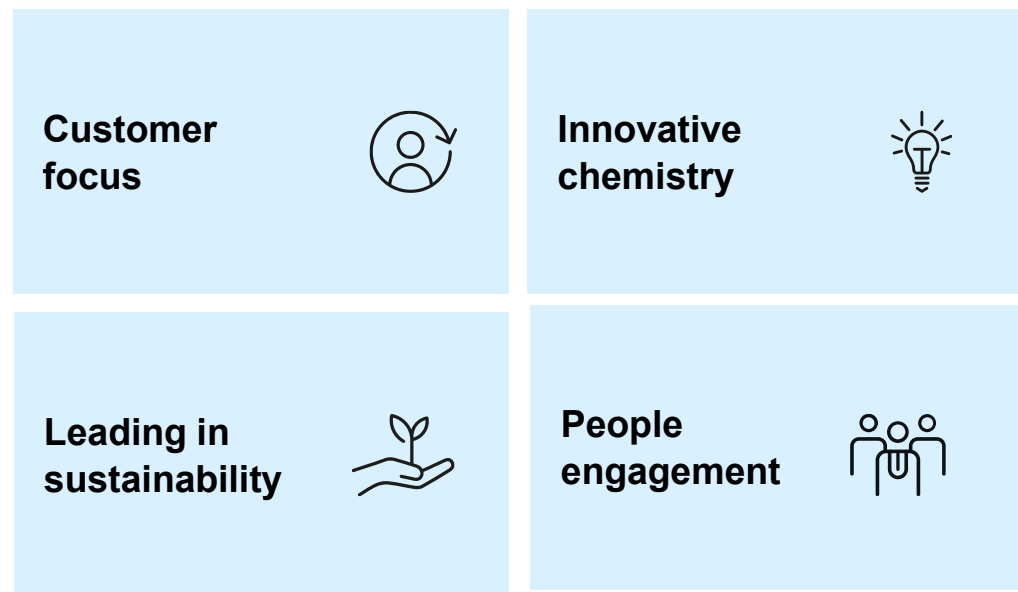 Customer
focus
Innovative
chemistry
Leading in
sustainability
People
engagement